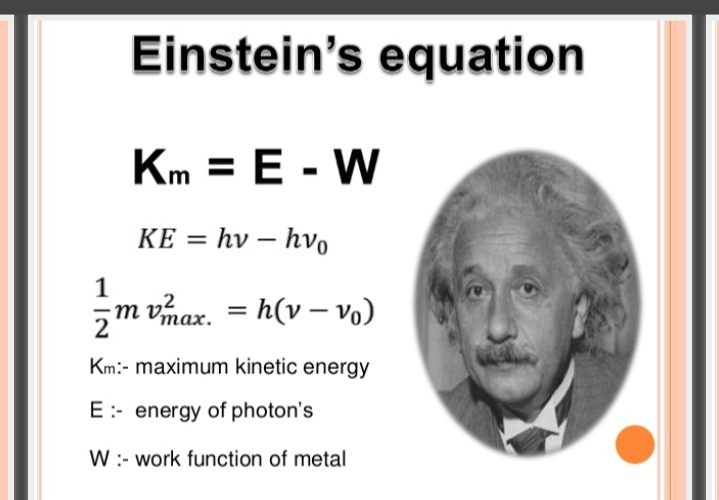 Einstein's equation
Km = E - W
KE = hν – hν₀
½ m v²max. = h(ν – ν₀)
Km:- maximum kinetic energy
E :- energy of photon's
W :- work function of metal